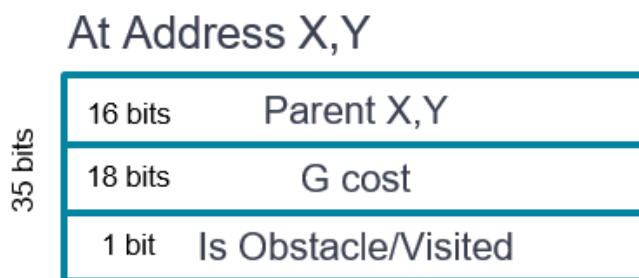 At Address X,Y
35 bits
16 bits Parent X,Y
18 bits G cost
1 bit Is Obstacle/Visited